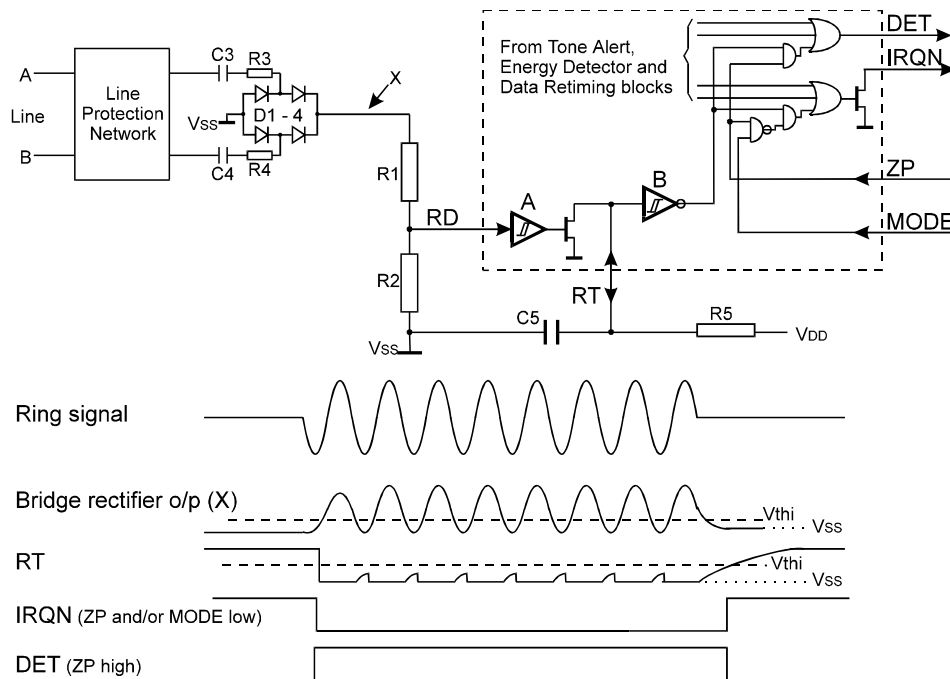 DET
IRQN
From Tone Alert,
Energy Detector and
Data Retiming blocks
C3 R3
X
A
Line
Protection
Network
Line
VSS
D1 - 4
B
C4 R4
R1
A
B
ZP
RD
MODE
R2
RT
C5
R5
VDD
VSS
Ring signal
Bridge rectifier o/p (X)
Vthi
VSS
RT
Vthi
VSS
IRQN (ZP and/or MODE low)
DET (ZP high)